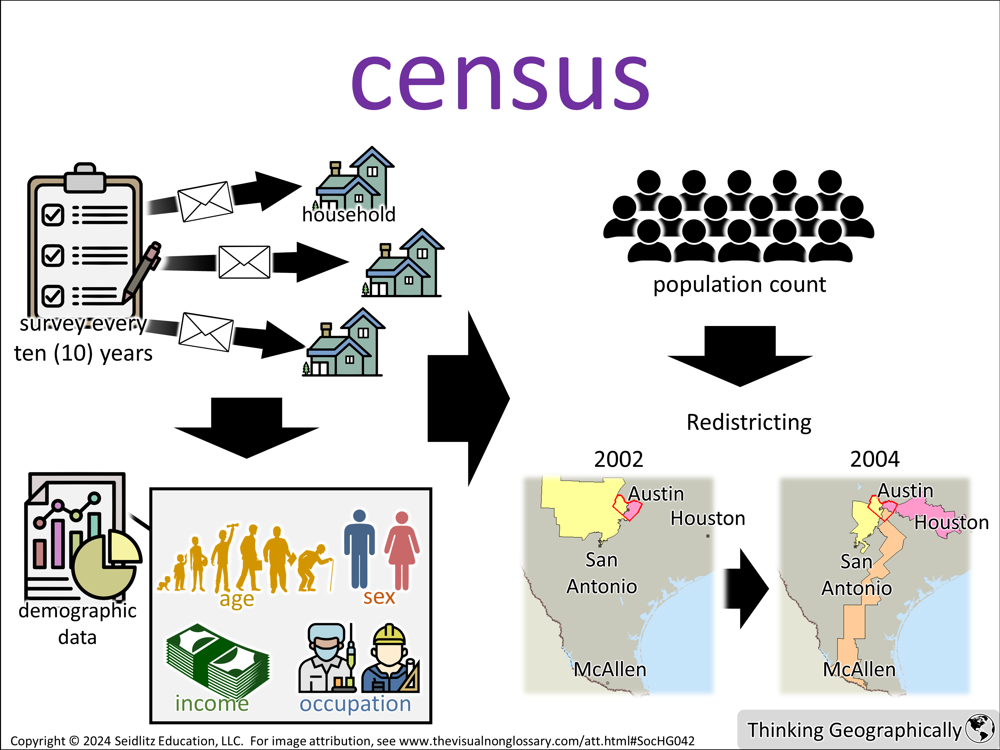 census
household
survey every
ten (10) years
population count
Redistricting
2002
2004
Austin
Houston
San
Antonio
McAllen
Austin
Houston
San
Antonio
McAllen
demographic
data
age
sex
income
occupation
Thinking Geographically
Copyright © 2024 Seidlitz Education, LLC. For image attribution, see www.thevisualnonglossary.com/att.html#SocHG042